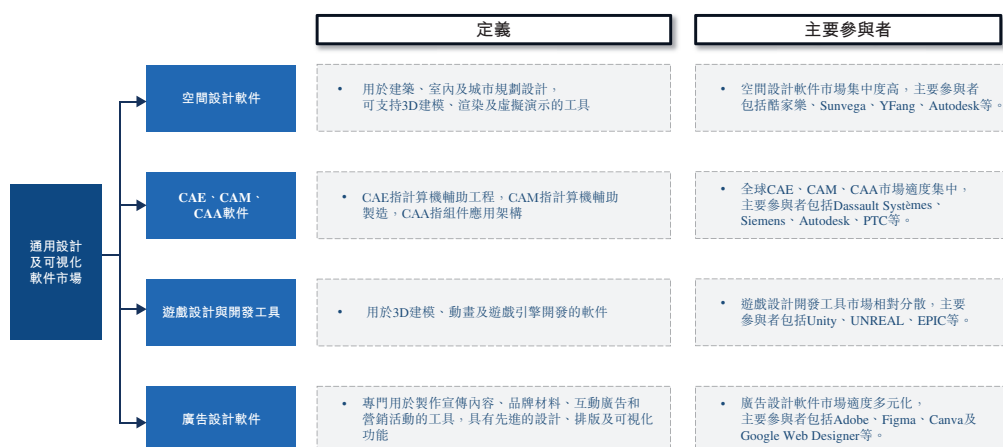 定義
主要參與者
通用設計
及可視化
軟件市場
空間設計軟件
• 用於建築、室內及城市規劃設計，
可支持3D建模、渲染及虛擬演示的工具
• 空間設計軟件市場集中度高，主要參與者
包括酷家樂、Sunvega、YFang、Autodesk等。
CAE、CAM、
CAA軟件
• CAE指計算機輔助工程，CAM指計算機輔助
製造，CAA指組件應用架構
• 全球CAE、CAM、CAA市場適度集中，
主要參與者包括Dassault Systèmes、
Siemens、Autodesk、PTC等。
遊戲設計與開發工具
• 用於3D建模、動畫及遊戲引擎開發的軟件
• 遊戲設計開發工具市場相對分散，主要
參與者包括Unity、UNREAL、EPIC等。
廣告設計軟件
• 專門用於製作宣傳內容、品牌材料、互動廣告和
營銷活動的工具，具有先進的設計、排版及可視化
功能
• 廣告設計軟件市場適度多元化，
主要參與者包括Adobe、Figma、Canva及
Google Web Designer等。